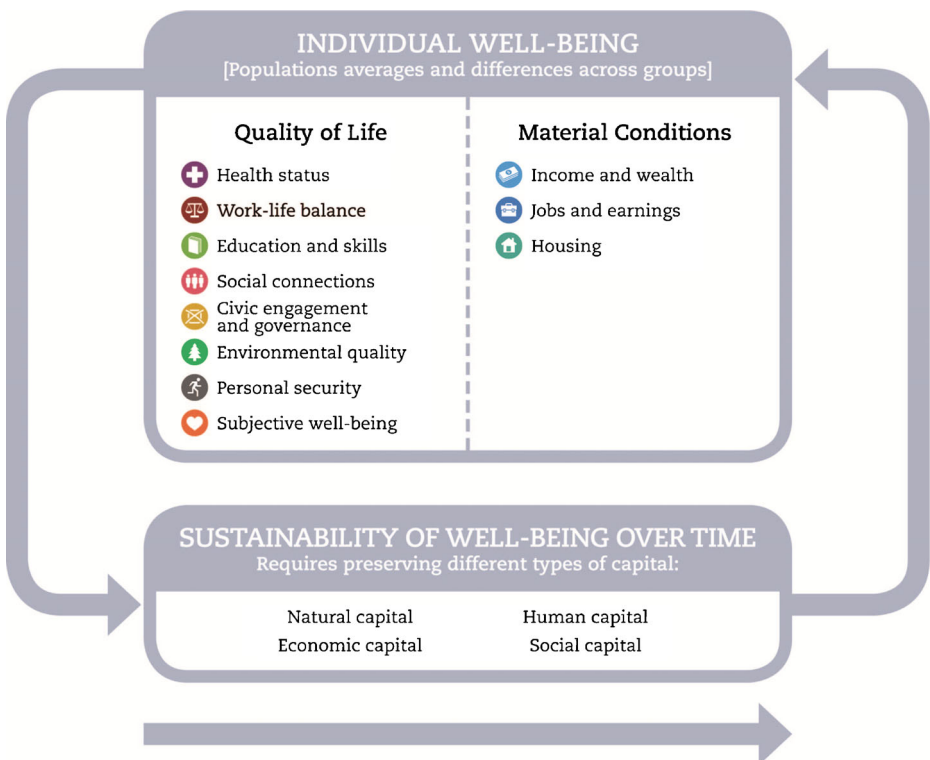 INDIVIDUAL WELL-BEING
[Populations averages and differences across groups]
Quality of Life
Health status
Work-life balance
Education and skills
Social connections
Civic engagement
and governance
Environmental quality
Personal security
Subjective well-being
Material Conditions
Income and wealth
Jobs and earnings
Housing
SUSTAINABILITY OF WELL-BEING OVER TIME
Requires preserving different types of capital:
Natural capital
Human capital
Economic capital
Social capital